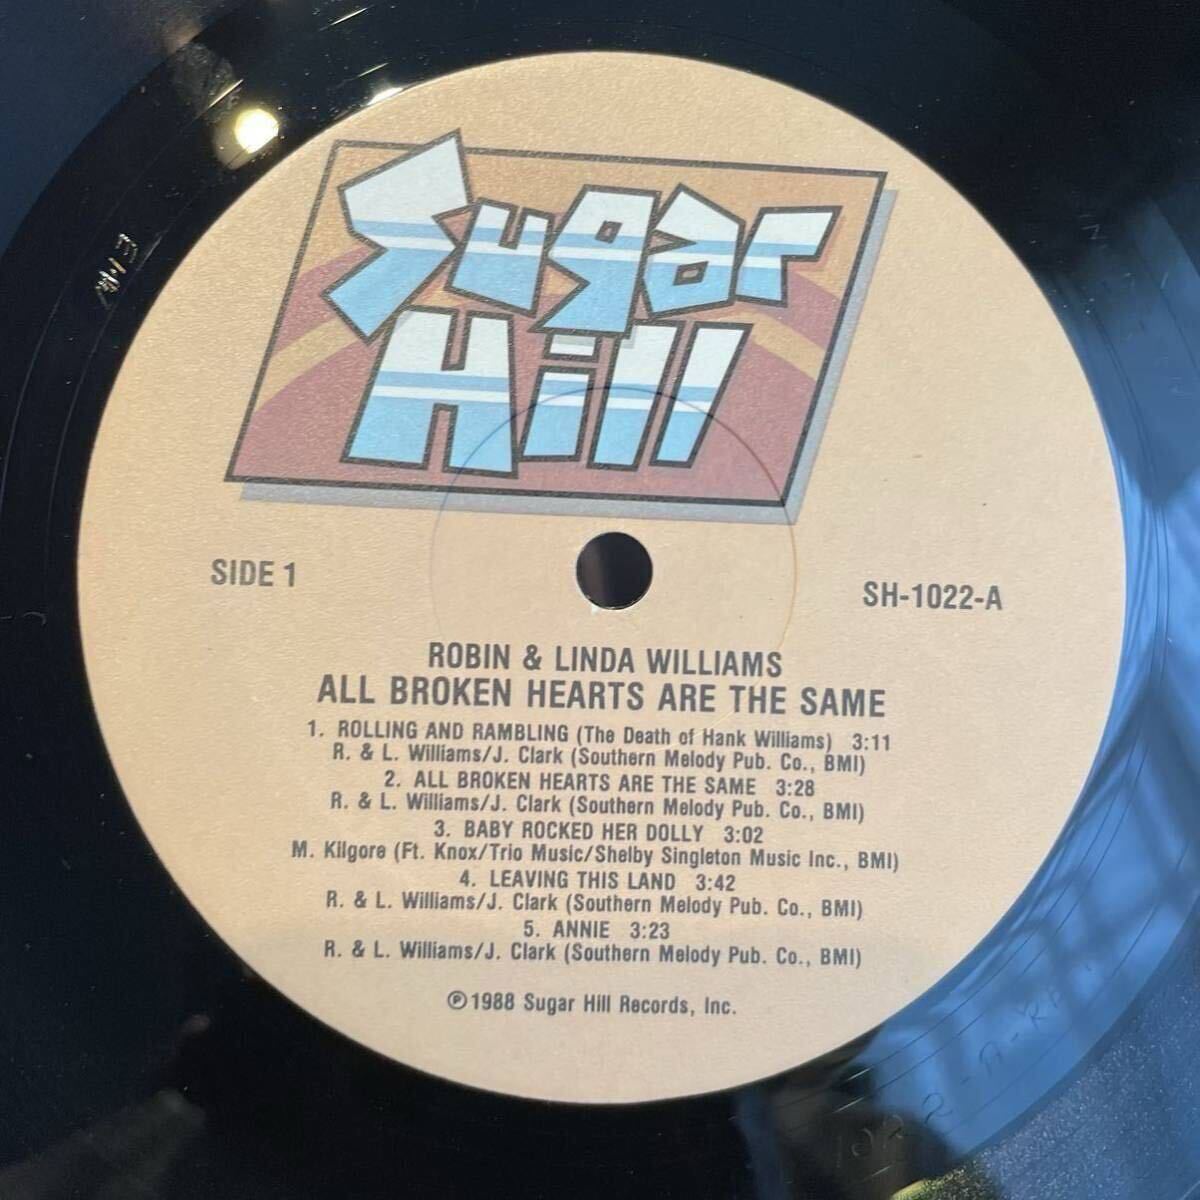 Sugar
Hill
SIDE 1
SH-1022-A
ROBIN & LINDA WILLIAMS
ALL BROKEN HEARTS ARE THE SAME
1. ROLLING AND RAMBLING (The Death of Hank Williams) 3:11
R. & L. Williams/J. Clark (Southern Melody Pub. Co., BMI)
2. ALL BROKEN HEARTS ARE THE SAME 3:28
R. & L. Williams/J. Clark (Southern Melody Pub. Co., BMI)
3. BABY ROCKED HER DOLLY 3:02
M. Kilgore (Ft. Knox/Trio Music/Shelby Singleton Music Inc., BMI)
4. LEAVING THIS LAND 3:42
R. & L. Williams/J. Clark (Southern Melody Pub. Co., BMI)
5. ANNIE 3:23
R. & L. Williams/J. Clark (Southern Melody Pub. Co., BMI)
℗1988 Sugar Hill Records, Inc.